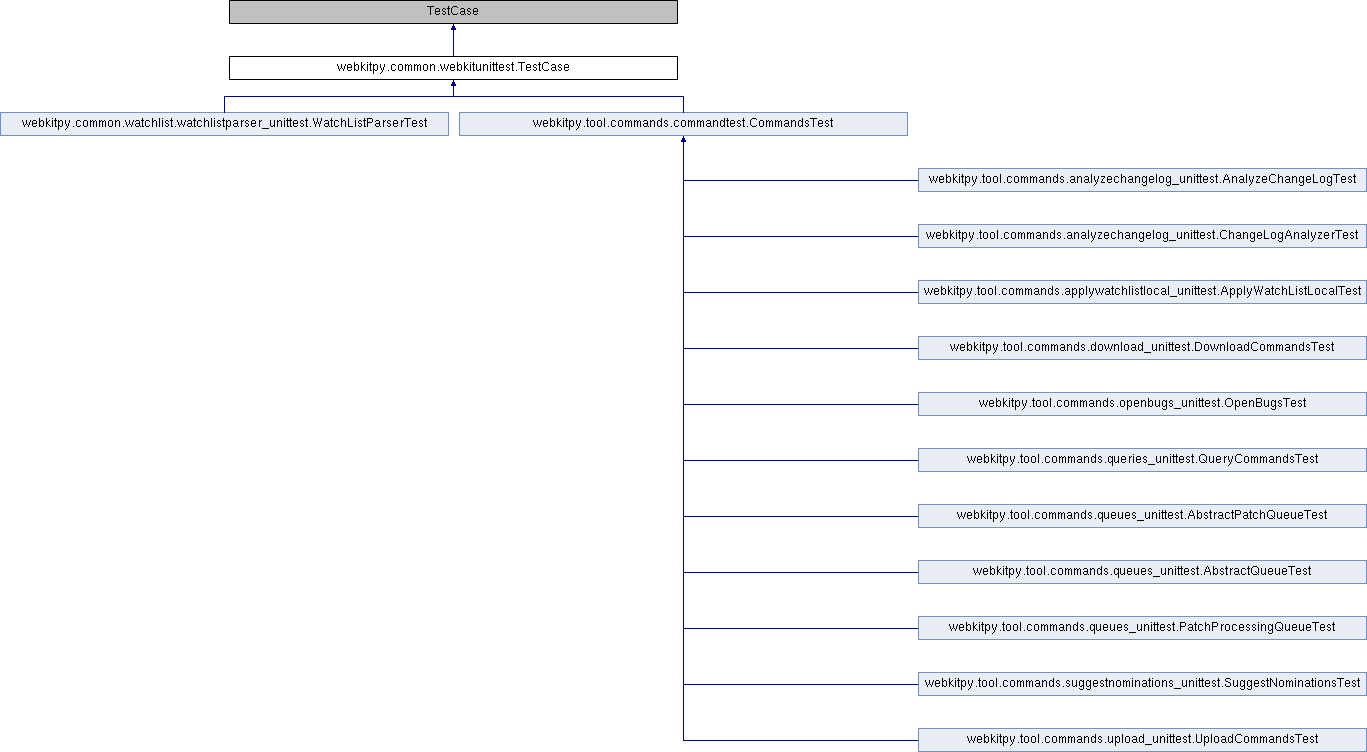 TestCase
webkitpy.common.webkitunittest.TestCase
webkitpy.common.watchlist.watchlistparser_unittest.WatchListParserTest
webkitpy.tool.commands.commandtest.CommandsTest
webkitpy.tool.commands.analyzechangelog_unittest.AnalyzeChangeLogTest
webkitpy.tool.commands.analyzechangelog_unittest.ChangeLogAnalyzerTest
webkitpy.tool.commands.applywatchlistlocal_unittest.ApplyWatchListLocalTest
webkitpy.tool.commands.download_unittest.DownloadCommandsTest
webkitpy.tool.commands.openbugs_unittest.OpenBugsTest
webkitpy.tool.commands.queries_unittest.QueryCommandsTest
webkitpy.tool.commands.queues_unittest.AbstractPatchQueueTest
webkitpy.tool.commands.queues_unittest.AbstractQueueTest
webkitpy.tool.commands.queues_unittest.PatchProcessingQueueTest
webkitpy.tool.commands.suggestnominations_unittest.SuggestNominationsTest
webkitpy.tool.commands.upload_unittest.UploadCommandsTest